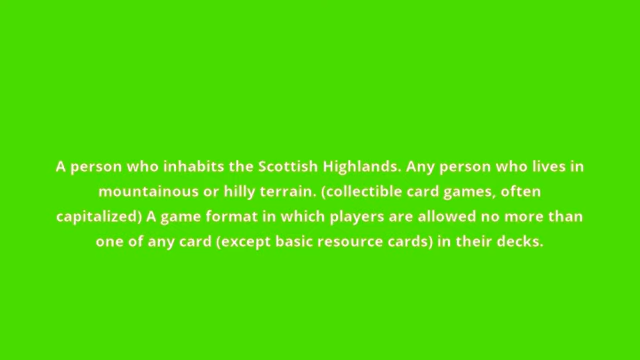 A person who inhabits the Scottish Highlands. Any person who lives in
mountainous or hilly terrain. (collectible card games, often
capitalized) A game format in which players are allowed no more than
one of any card (except basic resource cards) in their decks.